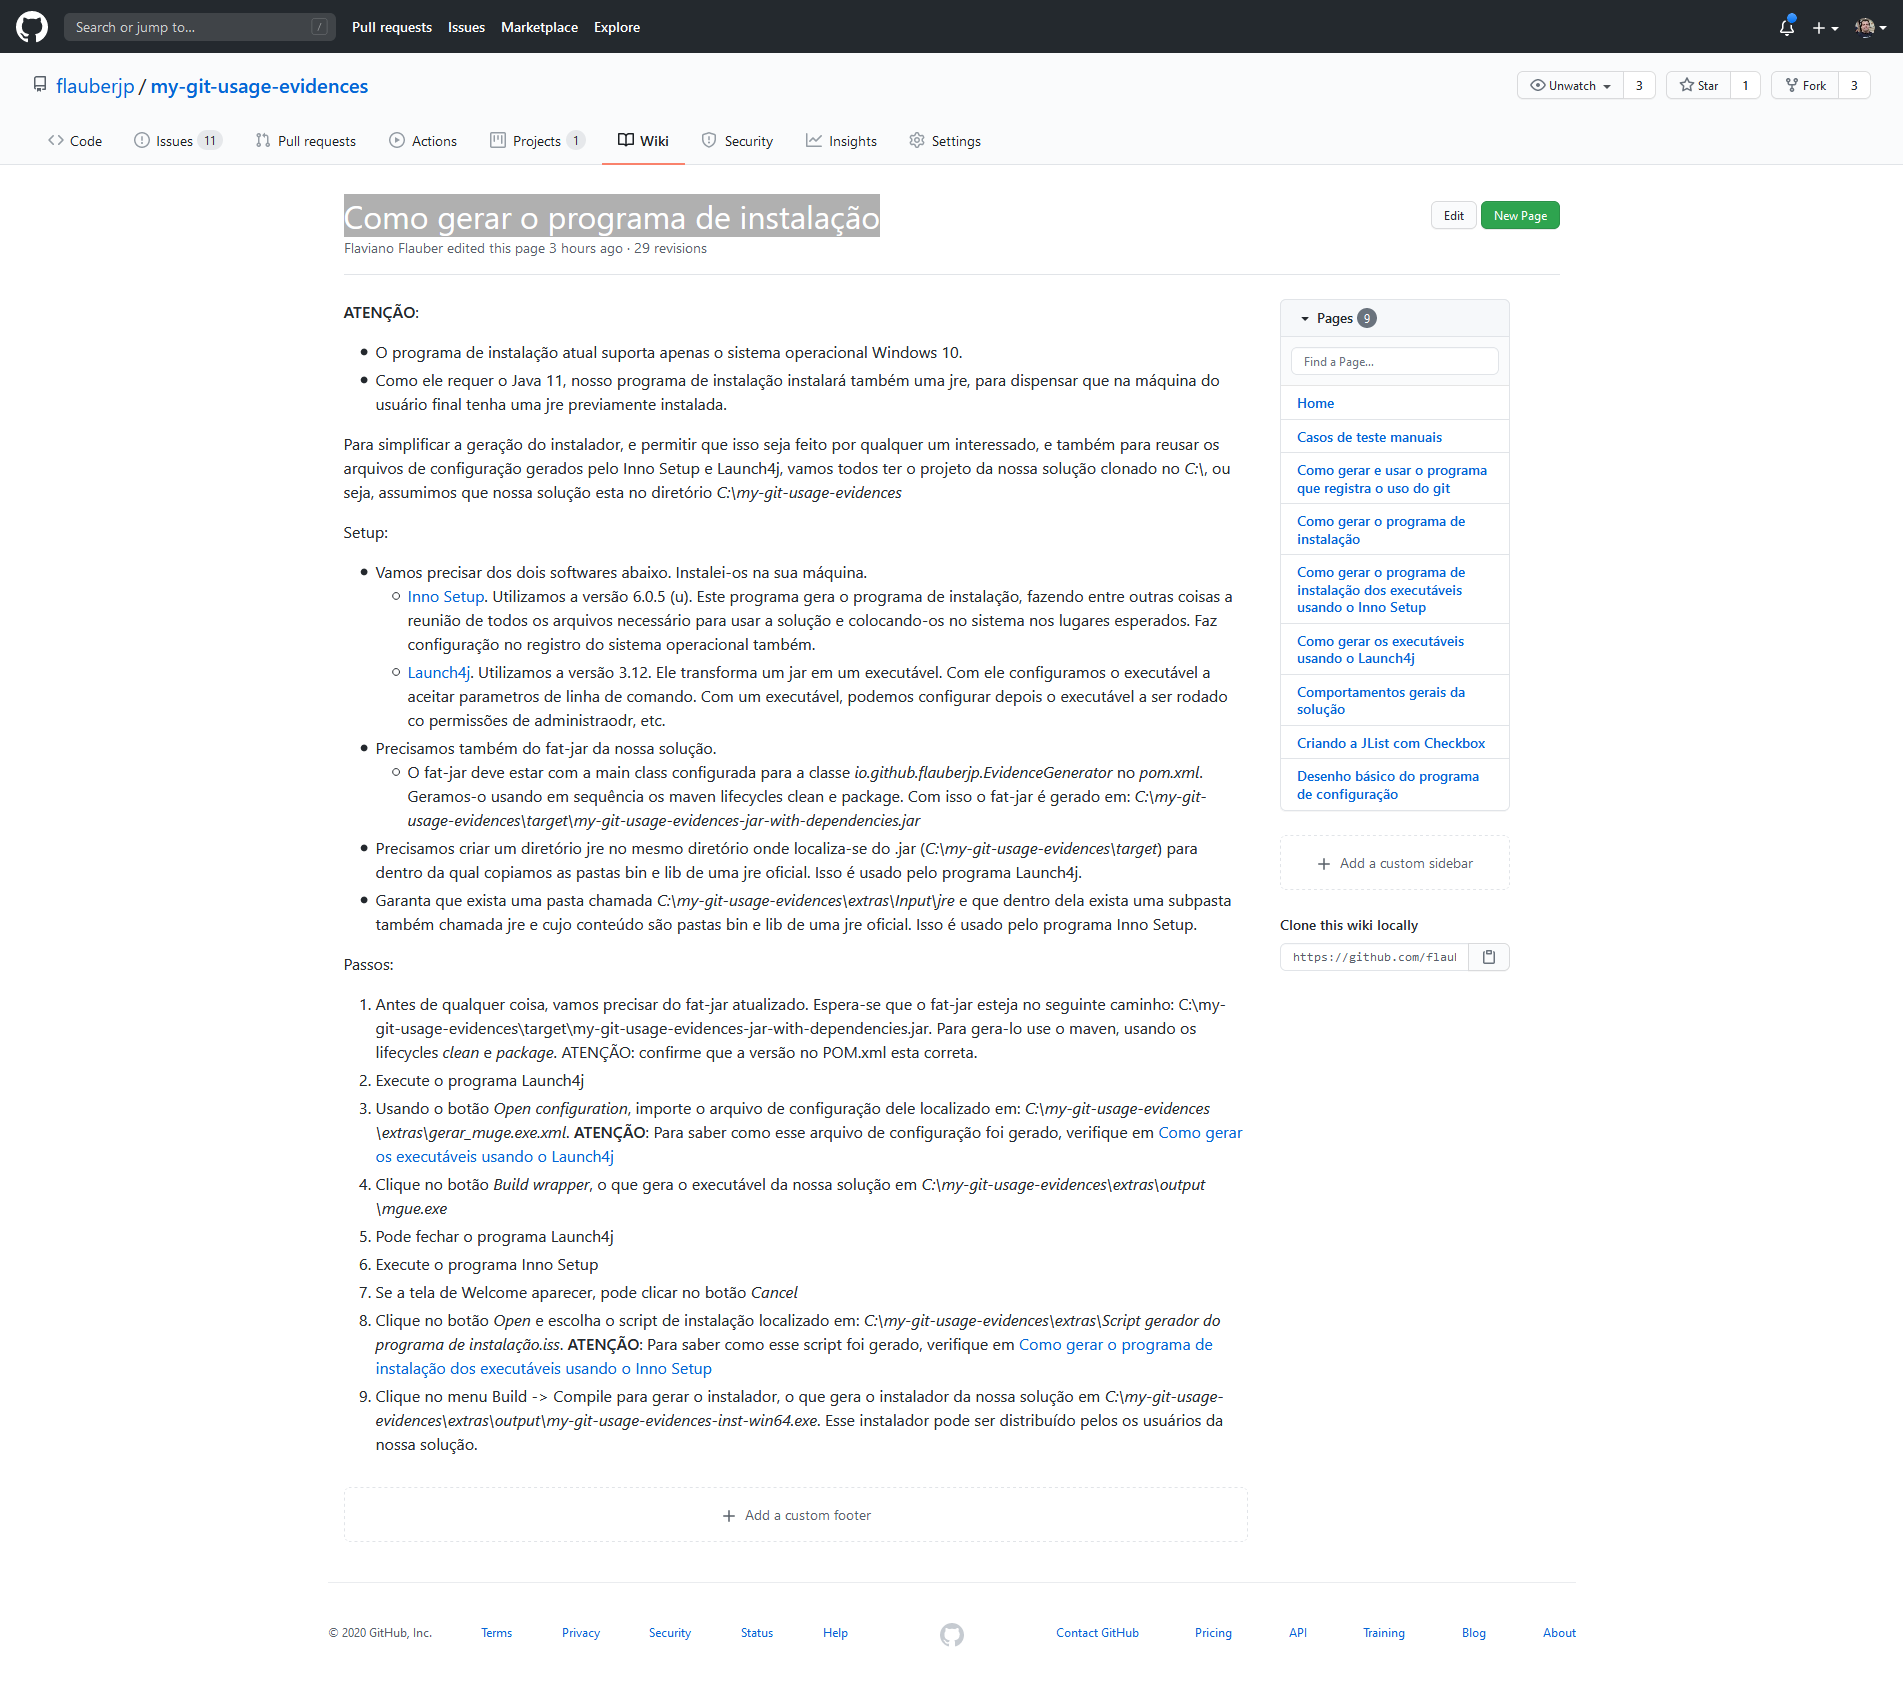 Search or jump to... /
Pull requests Issues Marketplace Explore
flauberjp / my-git-usage-evidences
Unwatch 3 Star 1 Fork 3
Code Issues 11 Pull requests Actions Projects 1 Wiki Security Insights Settings
Como gerar o programa de instalação
Edit New Page
Flaviano Flauber edited this page 3 hours ago · 29 revisions
ATENÇÃO:
O programa de instalação atual suporta apenas o sistema operacional Windows 10.
Como ele requer o Java 11, nosso programa de instalação instalará também uma jre, para dispensar que na máquina do
usuário final tenha uma jre previamente instalada.
Para simplificar a geração do instalador, e permitir que isso seja feito por qualquer um interessado, e também para reusar os
arquivos de configuração gerados pelo Inno Setup e Launch4j, vamos todos ter o projeto da nossa solução clonado no C:\, ou
seja, assumimos que nossa solução esta no diretório C:\my-git-usage-evidences
Setup:
Vamos precisar dos dois softwares abaixo. Instalei-os na sua máquina.
Inno Setup. Utilizamos a versão 6.0.5 (u). Este programa gera o programa de instalação, fazendo entre outras coisas a
reunião de todos os arquivos necessário para usar a solução e colocando-os no sistema nos lugares esperados. Faz
configuração no registro do sistema operacional também.
Launch4j. Utilizamos a versão 3.12. Ele transforma um jar em um executável. Com ele configuramos o executável a
aceitar parametros de linha de comando. Com um executável, podemos configurar depois o executável a ser rodado
co permissões de administraodr, etc.
Precisamos também do fat-jar da nossa solução.
O fat-jar deve estar com a main class configurada para a classe io.github.flauberjp.EvidenceGenerator no pom.xml.
Geramos-o usando em sequência os maven lifecycles clean e package. Com isso o fat-jar é gerado em: C:\my-git-
usage-evidences\target\my-git-usage-evidences-jar-with-dependencies.jar
Precisamos criar um diretório jre no mesmo diretório onde localiza-se do .jar (C:\my-git-usage-evidences\target) para
dentro da qual copiamos as pastas bin e lib de uma jre oficial. Isso é usado pelo programa Launch4j.
Garanta que exista uma pasta chamada C:\my-git-usage-evidences\extras\Input\jre e que dentro dela exista uma subpasta
também chamada jre e cujo conteúdo são pastas bin e lib de uma jre oficial. Isso é usado pelo programa Inno Setup.
Passos:
1. Antes de qualquer coisa, vamos precisar do fat-jar atualizado. Espera-se que o fat-jar esteja no seguinte caminho: C:\my-
git-usage-evidences\target\my-git-usage-evidences-jar-with-dependencies.jar. Para gera-lo use o maven, usando os
lifecycles clean e package. ATENÇÃO: confirme que a versão no POM.xml esta correta.
2. Execute o programa Launch4j
3. Usando o botão Open configuration, importe o arquivo de configuração dele localizado em: C:\my-git-usage-evidences
\extras\gerar_muge.exe.xml. ATENÇÃO: Para saber como esse arquivo de configuração foi gerado, verifique em Como gerar
os executáveis usando o Launch4j
4. Clique no botão Build wrapper, o que gera o executável da nossa solução em C:\my-git-usage-evidences\extras\output
\mgue.exe
5. Pode fechar o programa Launch4j
6. Execute o programa Inno Setup
7. Se a tela de Welcome aparecer, pode clicar no botão Cancel
8. Clique no botão Open e escolha o script de instalação localizado em: C:\my-git-usage-evidences\extras\Script gerador do
programa de instalação.iss. ATENÇÃO: Para saber como esse script foi gerado, verifique em Como gerar o programa de
instalação dos executáveis usando o Inno Setup
9. Clique no menu Build -> Compile para gerar o instalador, o que gera o instalador da nossa solução em C:\my-git-usage-
evidences\extras\output\my-git-usage-evidences-inst-win64.exe. Esse instalador pode ser distribuído pelos os usuários da
nossa solução.
Add a custom footer
Pages 9
Find a Page...
Home
Casos de teste manuais
Como gerar e usar o programa
que registra o uso do git
Como gerar o programa de
instalação
Como gerar o programa de
instalação dos executáveis
usando o Inno Setup
Como gerar os executáveis
usando o Launch4j
Comportamentos gerais da
solução
Criando a JList com Checkbox
Desenho básico do programa
de configuração
Add a custom sidebar
Clone this wiki locally
https://github.com/flaul
© 2020 GitHub, Inc. Terms Privacy Security Status Help Contact GitHub Pricing API Training Blog About